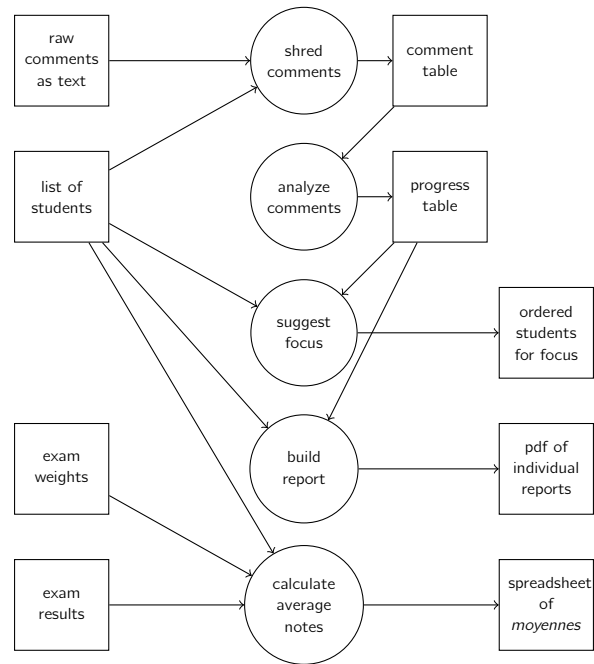 raw
comments
as text
shred
comments
comment
table
list of
students
analyze
comments
progress
table
suggest
focus
ordered
students
for focus
exam
weights
build
report
pdf of
individual
reports
exam
results
calculate
average
notes
spreadsheet
of
moyennes